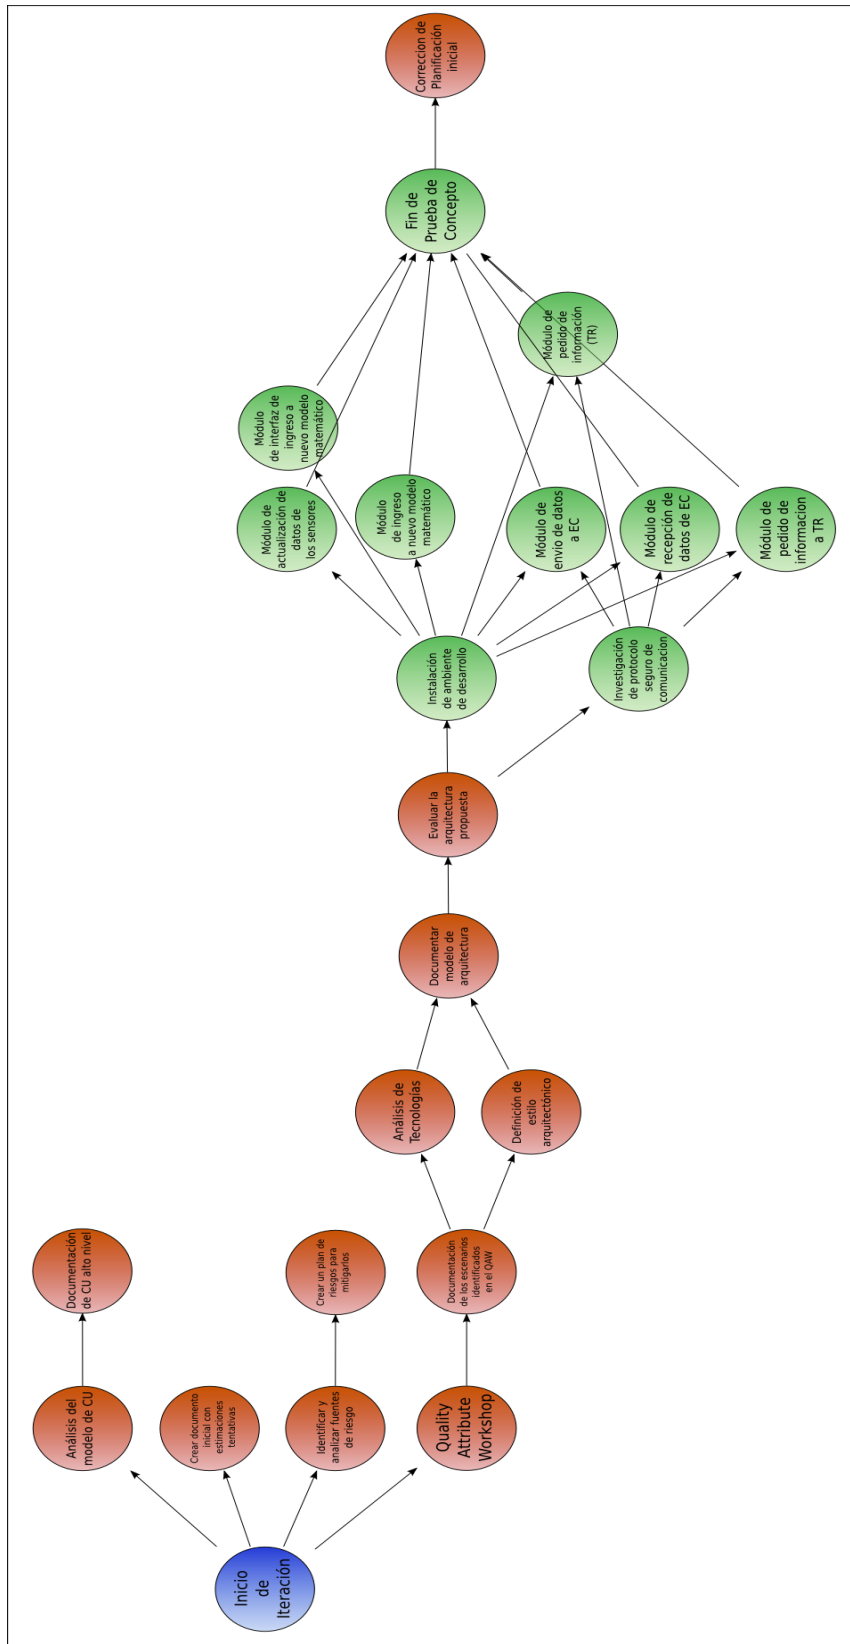 Inicio
de
Iteración
Análisis del
modelo de CU
Documentación
de CU alto nivel
Crear documento
inicial con
estimaciones
tentativas
Identificar y
analizar fuentes
de riesgo
Crear un plan de
riesgos para
mitigarlos
Quality
Attribute
Workshop
Documentación
de los escenarios
identificados
en el QAW
Análisis de
Tecnologías
Definición de
estilo
arquitectónico
Documentar
modelo de
arquitectura
Evaluar la
arquitectura
propuesta
Instalación
de ambiente
de desarrollo
Investigación
de protocolo
seguro de
comunicacion
Módulo de
actualización de
datos de
los sensores
Módulo
de interfaz de
ingreso a
nuevo modelo
matemático
Módulo
de ingreso
a nuevo modelo
matemático
Módulo de
envio de datos
a EC
Módulo de
recepción de
datos de EC
Módulo de
pedido de
informacion
a TR
Módulo de
pedido de
información
(TR)
Fin de
Prueba de
Concepto
Correccion de
Planificación
inicial